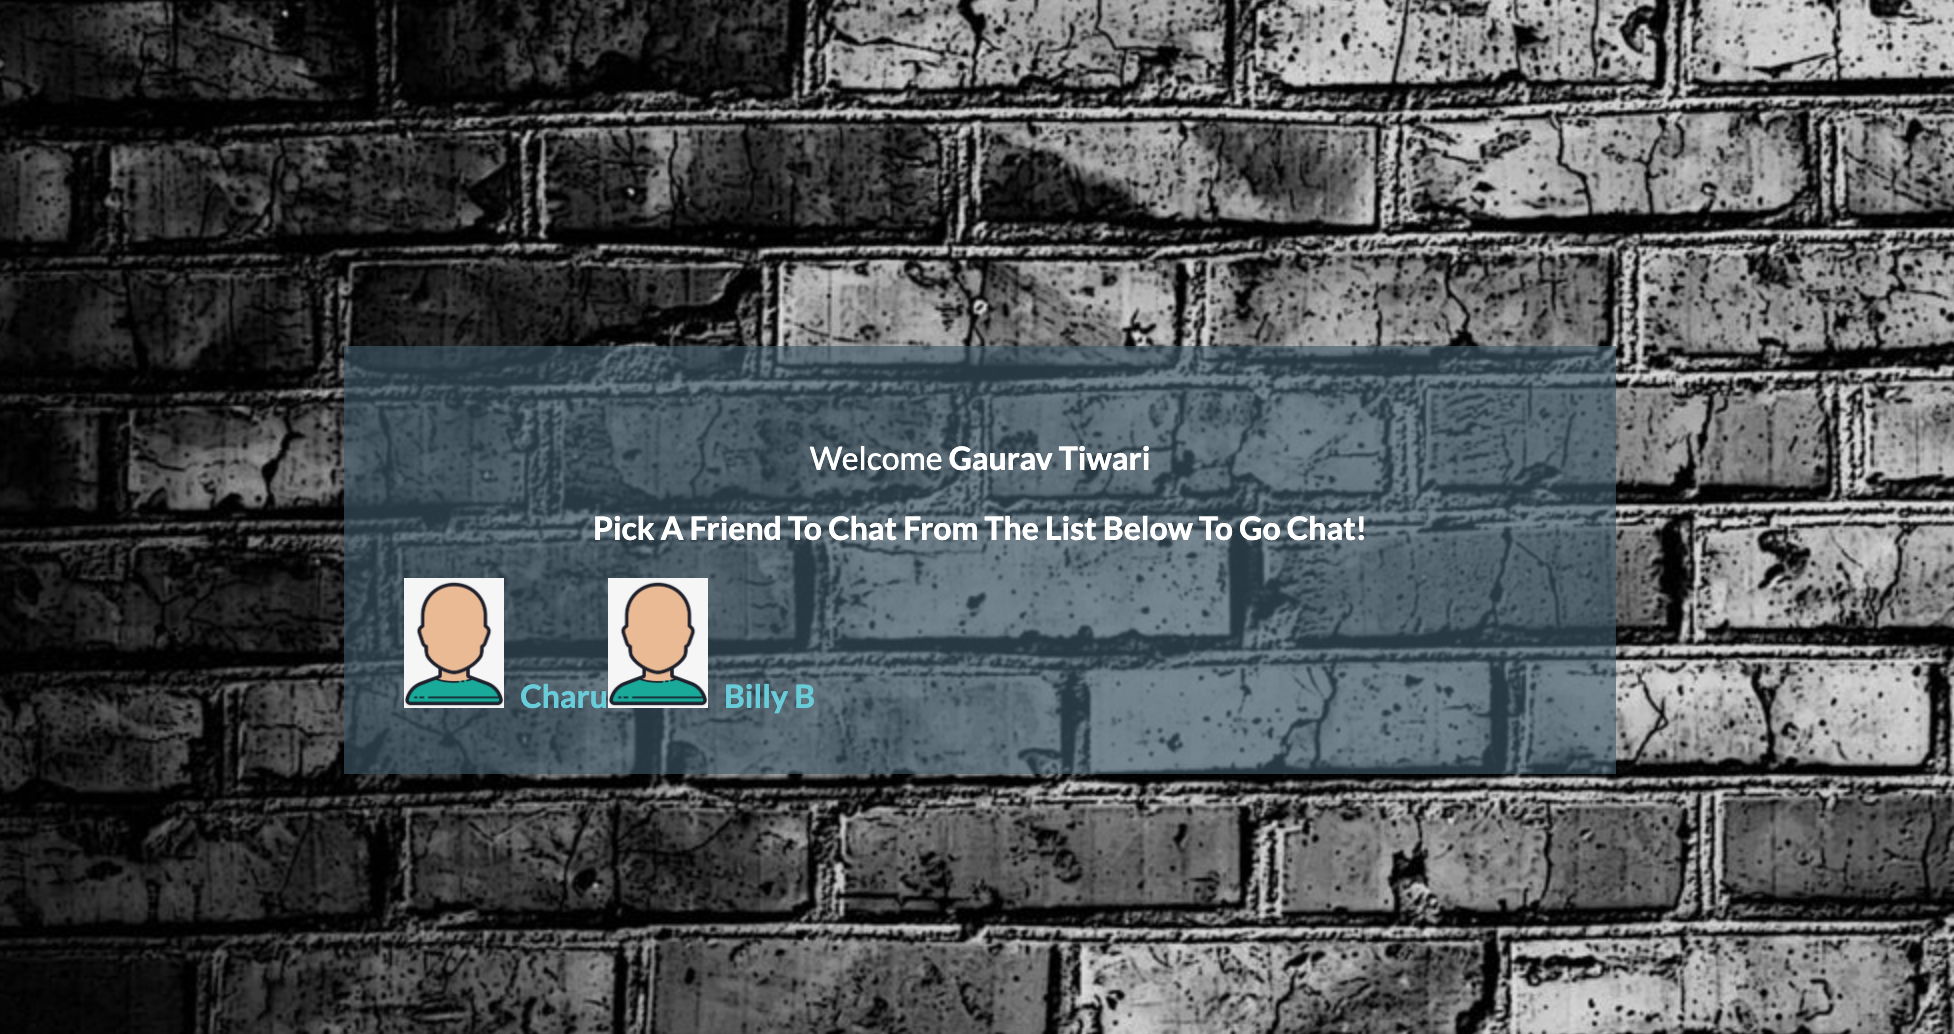 Welcome Gaurav Tiwari
Pick A Friend To Chat From The List Below To Go Chat!
Charu Billy B